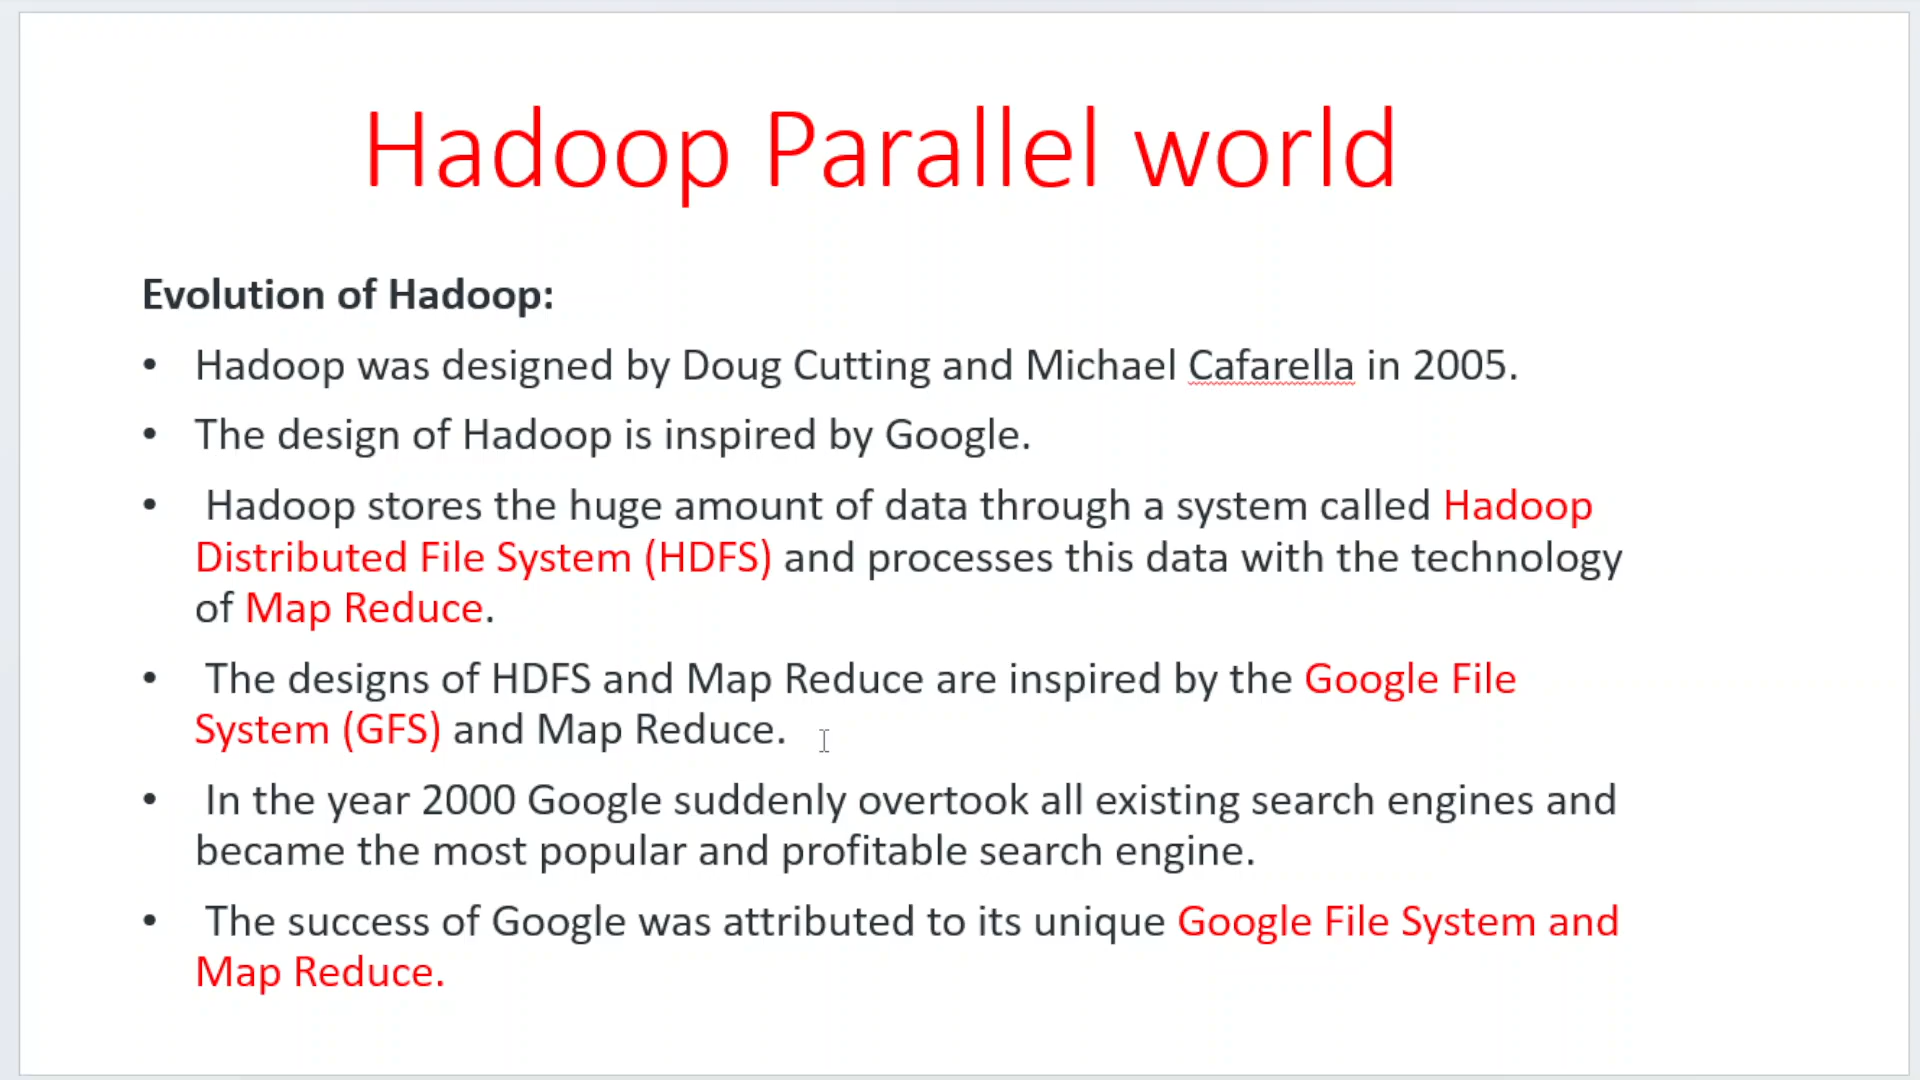 Hadoop Parallel world
Evolution of Hadoop:
• Hadoop was designed by Doug Cutting and Michael Cafarella in 2005.
• The design of Hadoop is inspired by Google.
• Hadoop stores the huge amount of data through a system called Hadoop
Distributed File System (HDFS) and processes this data with the technology
of Map Reduce.
• The designs of HDFS and Map Reduce are inspired by the Google File
System (GFS) and Map Reduce.
• In the year 2000 Google suddenly overtook all existing search engines and
became the most popular and profitable search engine.
• The success of Google was attributed to its unique Google File System and
Map Reduce.